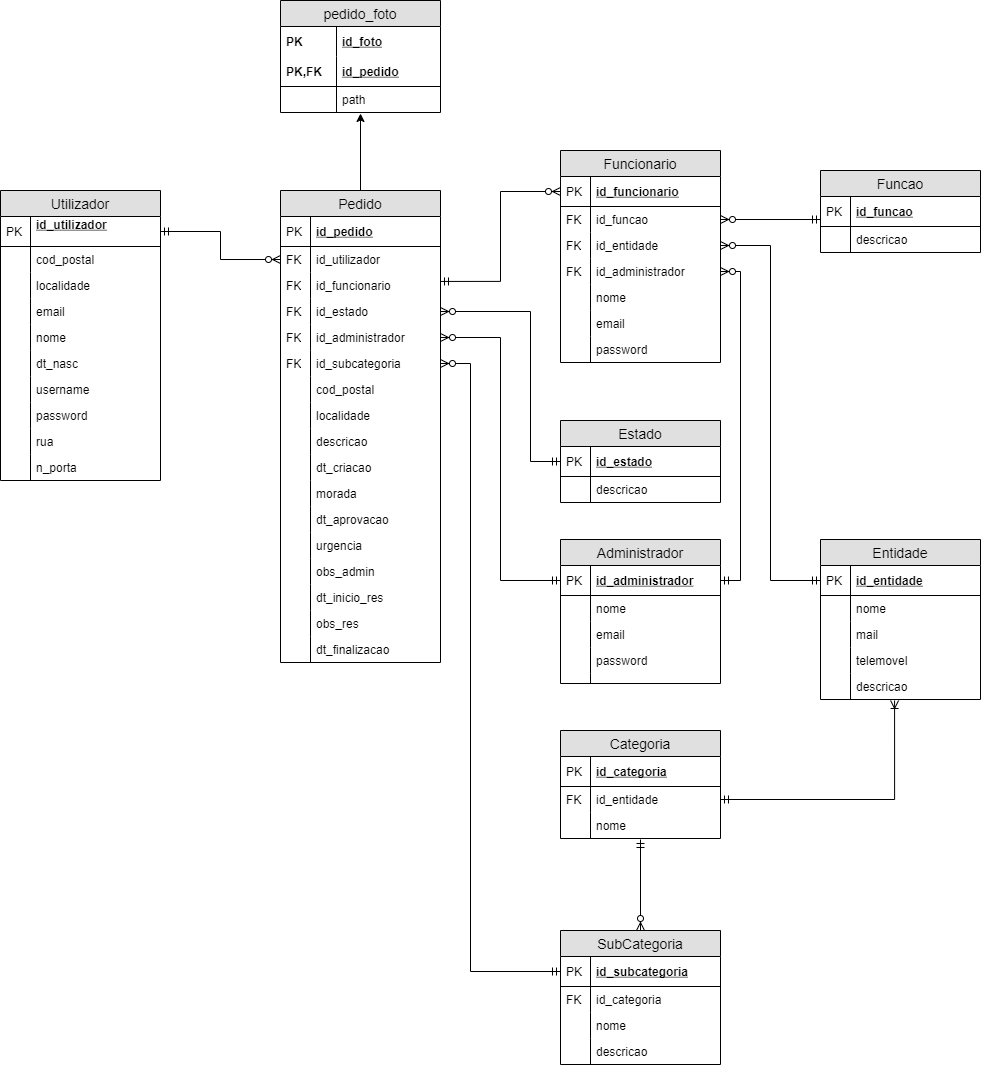 pedido_foto
PK id_foto
PK,FK id_pedido
path
Utilizador
PK id_utilizador
cod_postal
localidade
email
nome
dt_nasc
username
password
rua
n_porta
Pedido
PK id_pedido
FK id_utilizador
FK id_funcionario
FK id_estado
FK id_administrador
FK id_subcategoria
cod_postal
localidade
descricao
dt_criacao
morada
dt_aprovacao
urgencia
obs_admin
dt_inicio_res
obs_res
dt_finalizacao
Funcionario
PK id_funcionario
FK id_funcao
FK id_entidade
FK id_administrador
nome
email
password
Funcao
PK id_funcao
descricao
Estado
PK id_estado
descricao
Administrador
PK id_administrador
nome
email
password
Entidade
PK id_entidade
nome
mail
telemovel
descricao
Categoria
PK id_categoria
FK id_entidade
nome
SubCategoria
PK id_subcategoria
FK id_categoria
nome
descricao